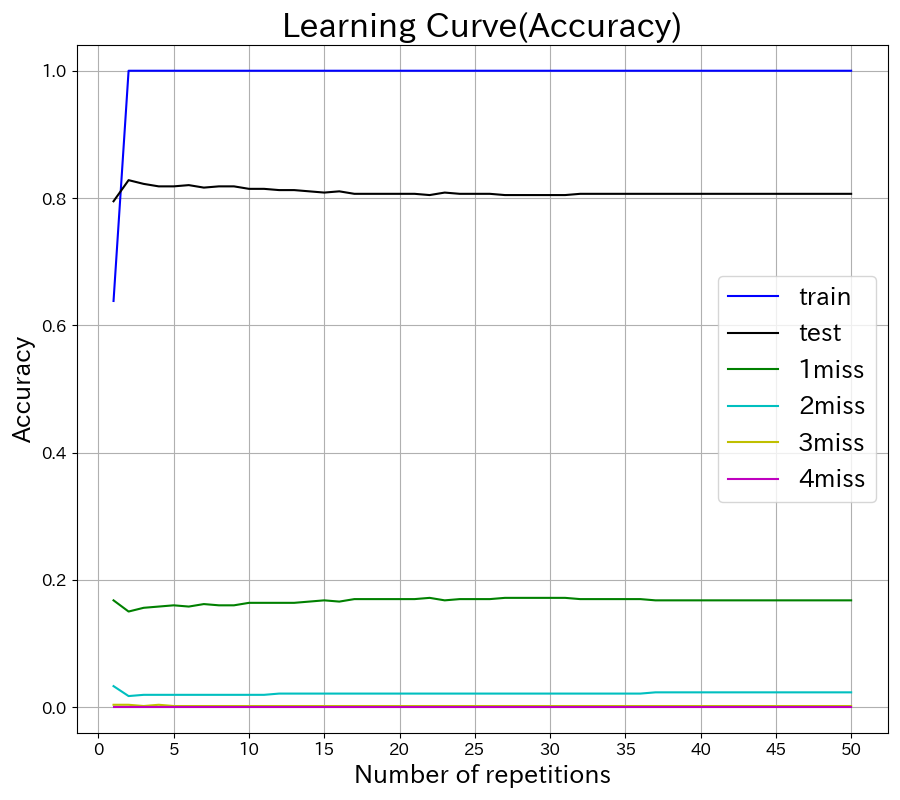 Learning Curve(Accuracy)
1.0
0.8
0.6
0.4
0.2
0.0
Accuracy
train
test
1miss
2miss
3miss
4miss
0 5 10 15 20 25 30 35 40 45 50
Number of repetitions